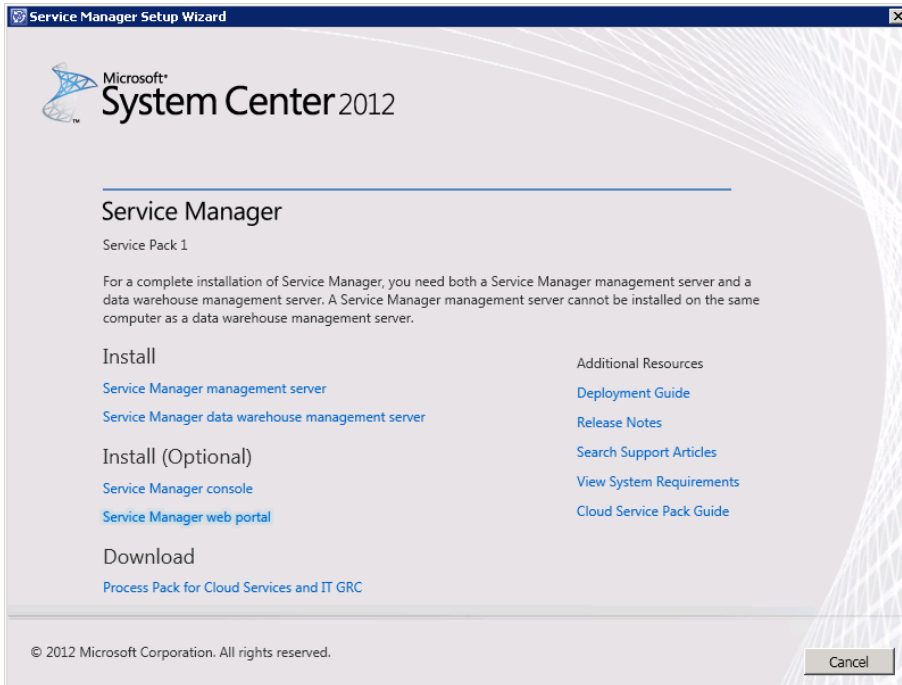 Service Manager Setup Wizard
Microsoft®
System Center 2012
™
Service Manager
Service Pack 1
For a complete installation of Service Manager, you need both a Service Manager management server and a
data warehouse management server. A Service Manager management server cannot be installed on the same
computer as a data warehouse management server.
Install
Service Manager management server
Service Manager data warehouse management server
Install (Optional)
Service Manager console
Service Manager web portal
Download
Process Pack for Cloud Services and IT GRC
Additional Resources
Deployment Guide
Release Notes
Search Support Articles
View System Requirements
Cloud Service Pack Guide
© 2012 Microsoft Corporation. All rights reserved.
Cancel